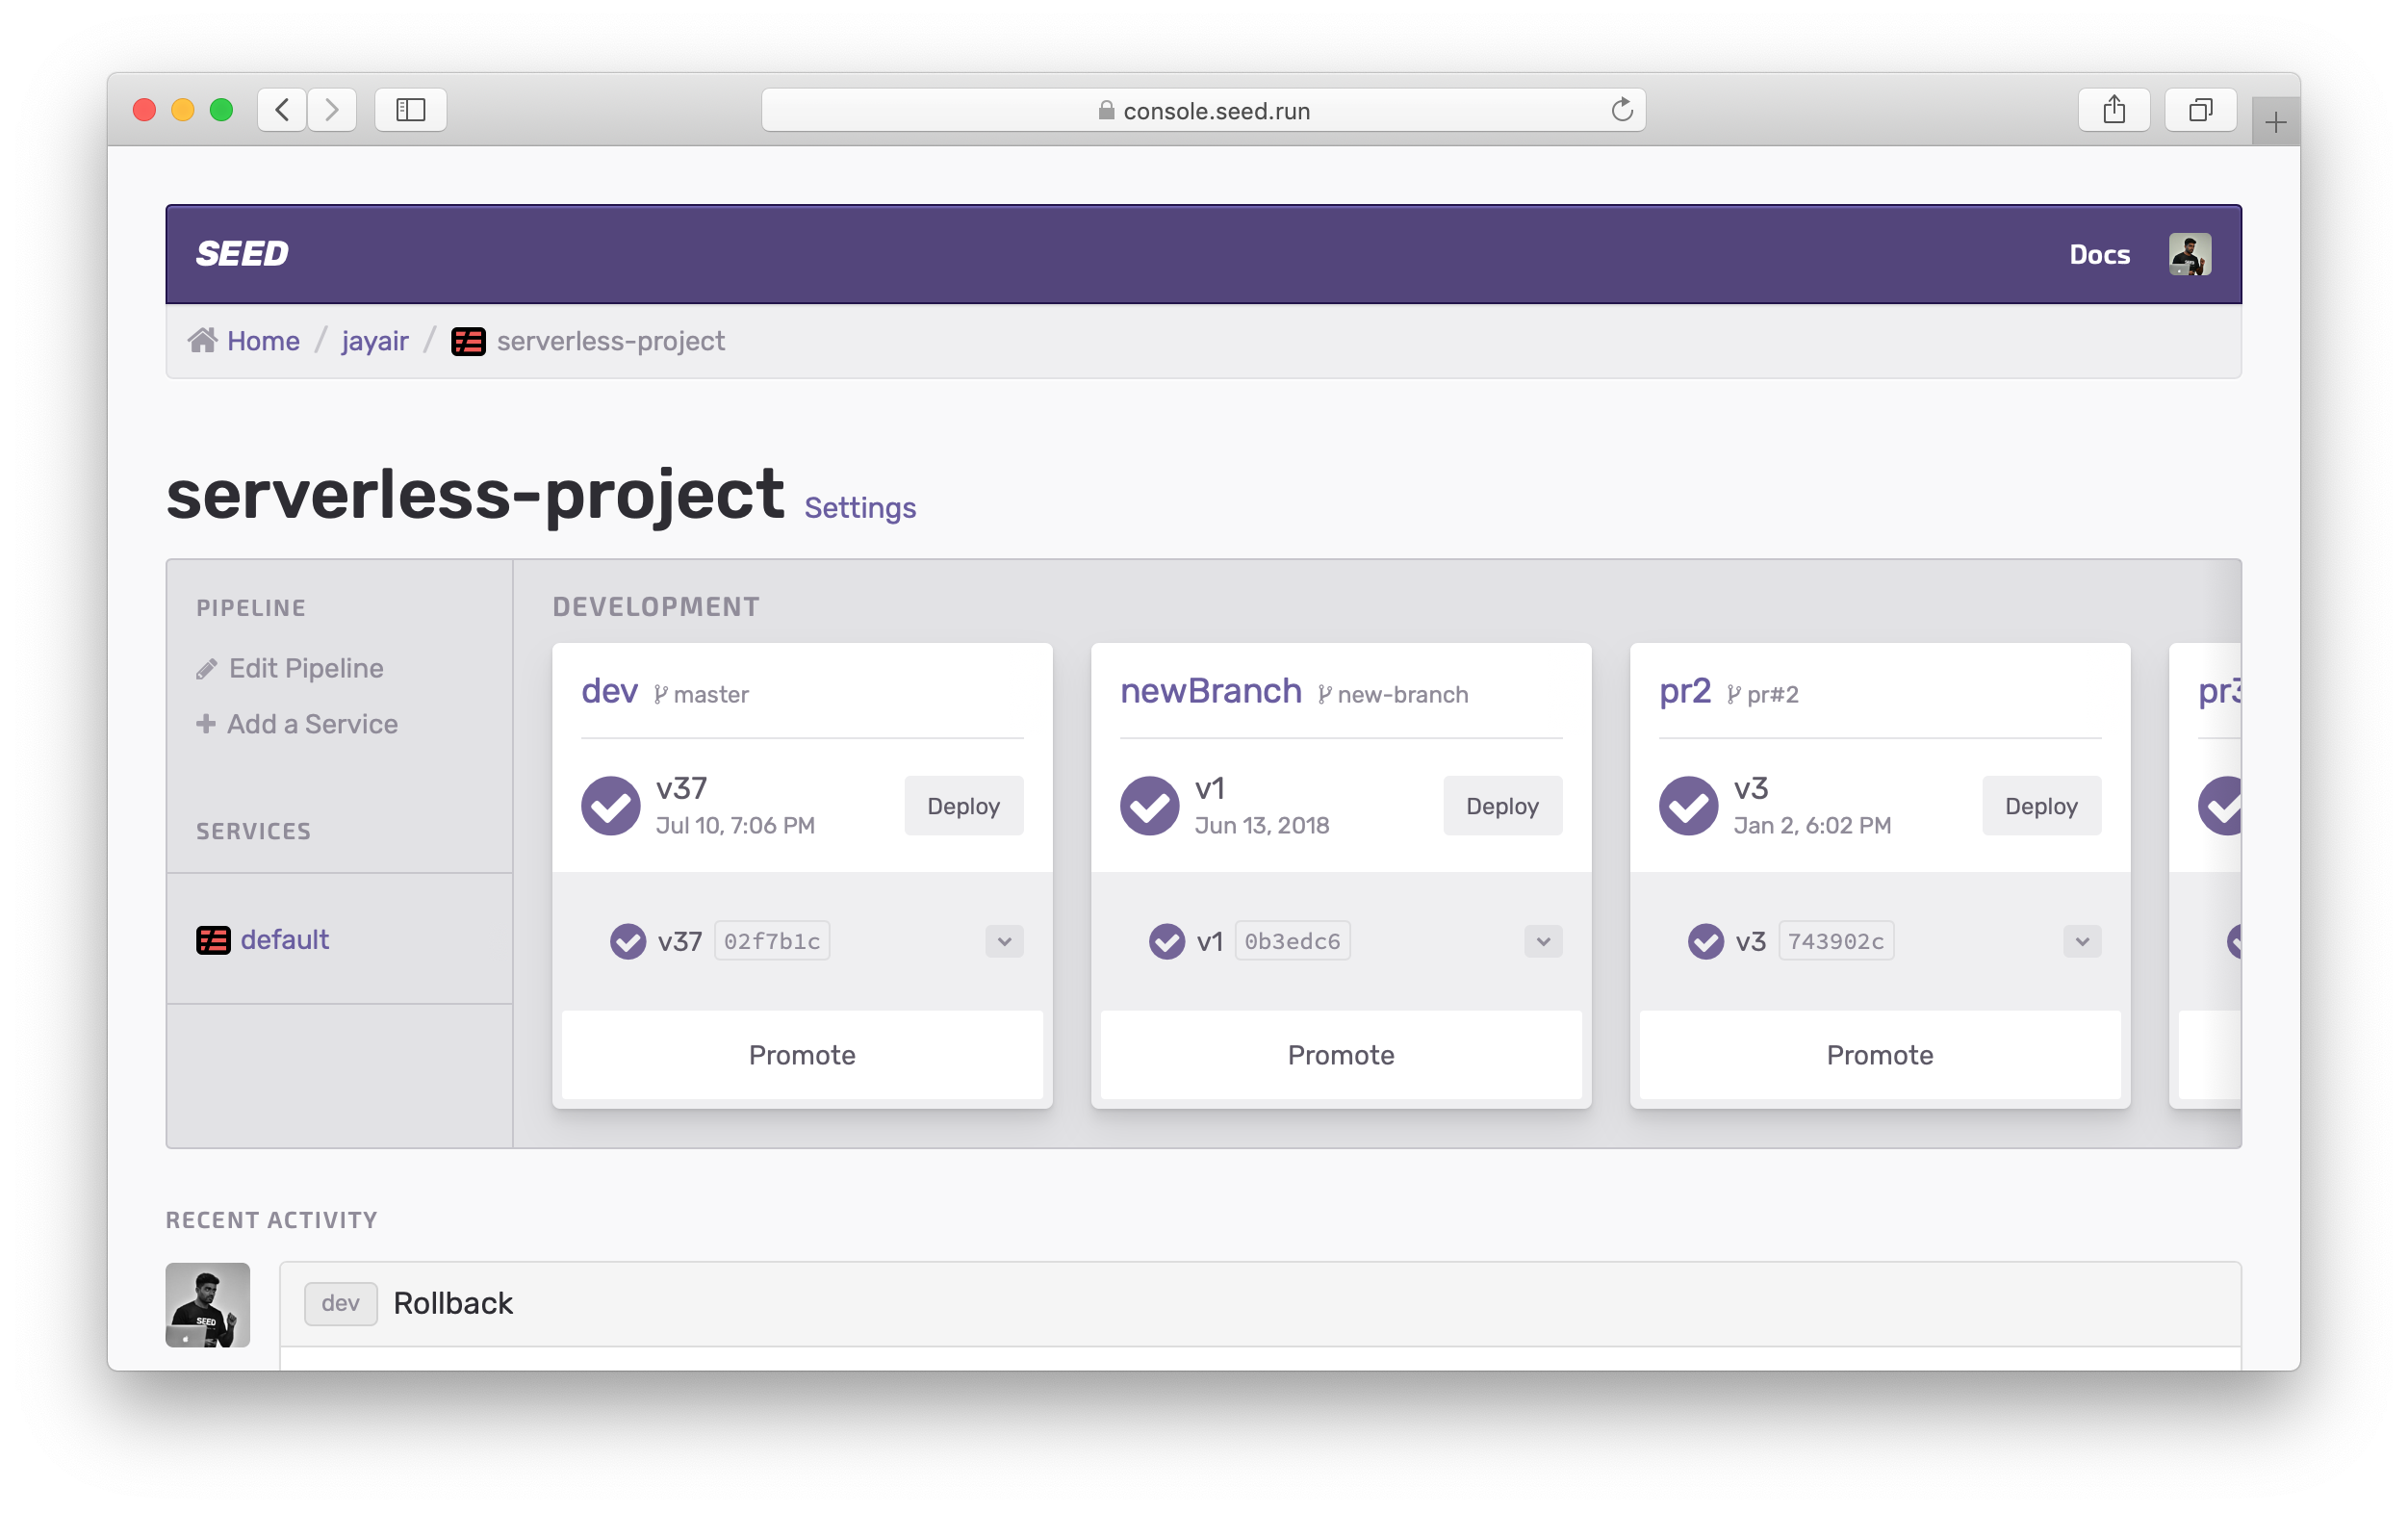 console.seed.run
SEED
Docs
Home / jayair / serverless-project
serverless-project Settings
PIPELINE
Edit Pipeline
Add a Service
SERVICES
default
DEVELOPMENT
dev master
v37
Jul 10, 7:06 PM
Deploy
v37 02f7b1c
Promote
newBranch new-branch
v1
Jun 13, 2018
Deploy
v1 0b3edc6
Promote
pr2 pr#2
v3
Jan 2, 6:02 PM
Deploy
v3 743902c
Promote
pr3
RECENT ACTIVITY
SEED
dev Rollback